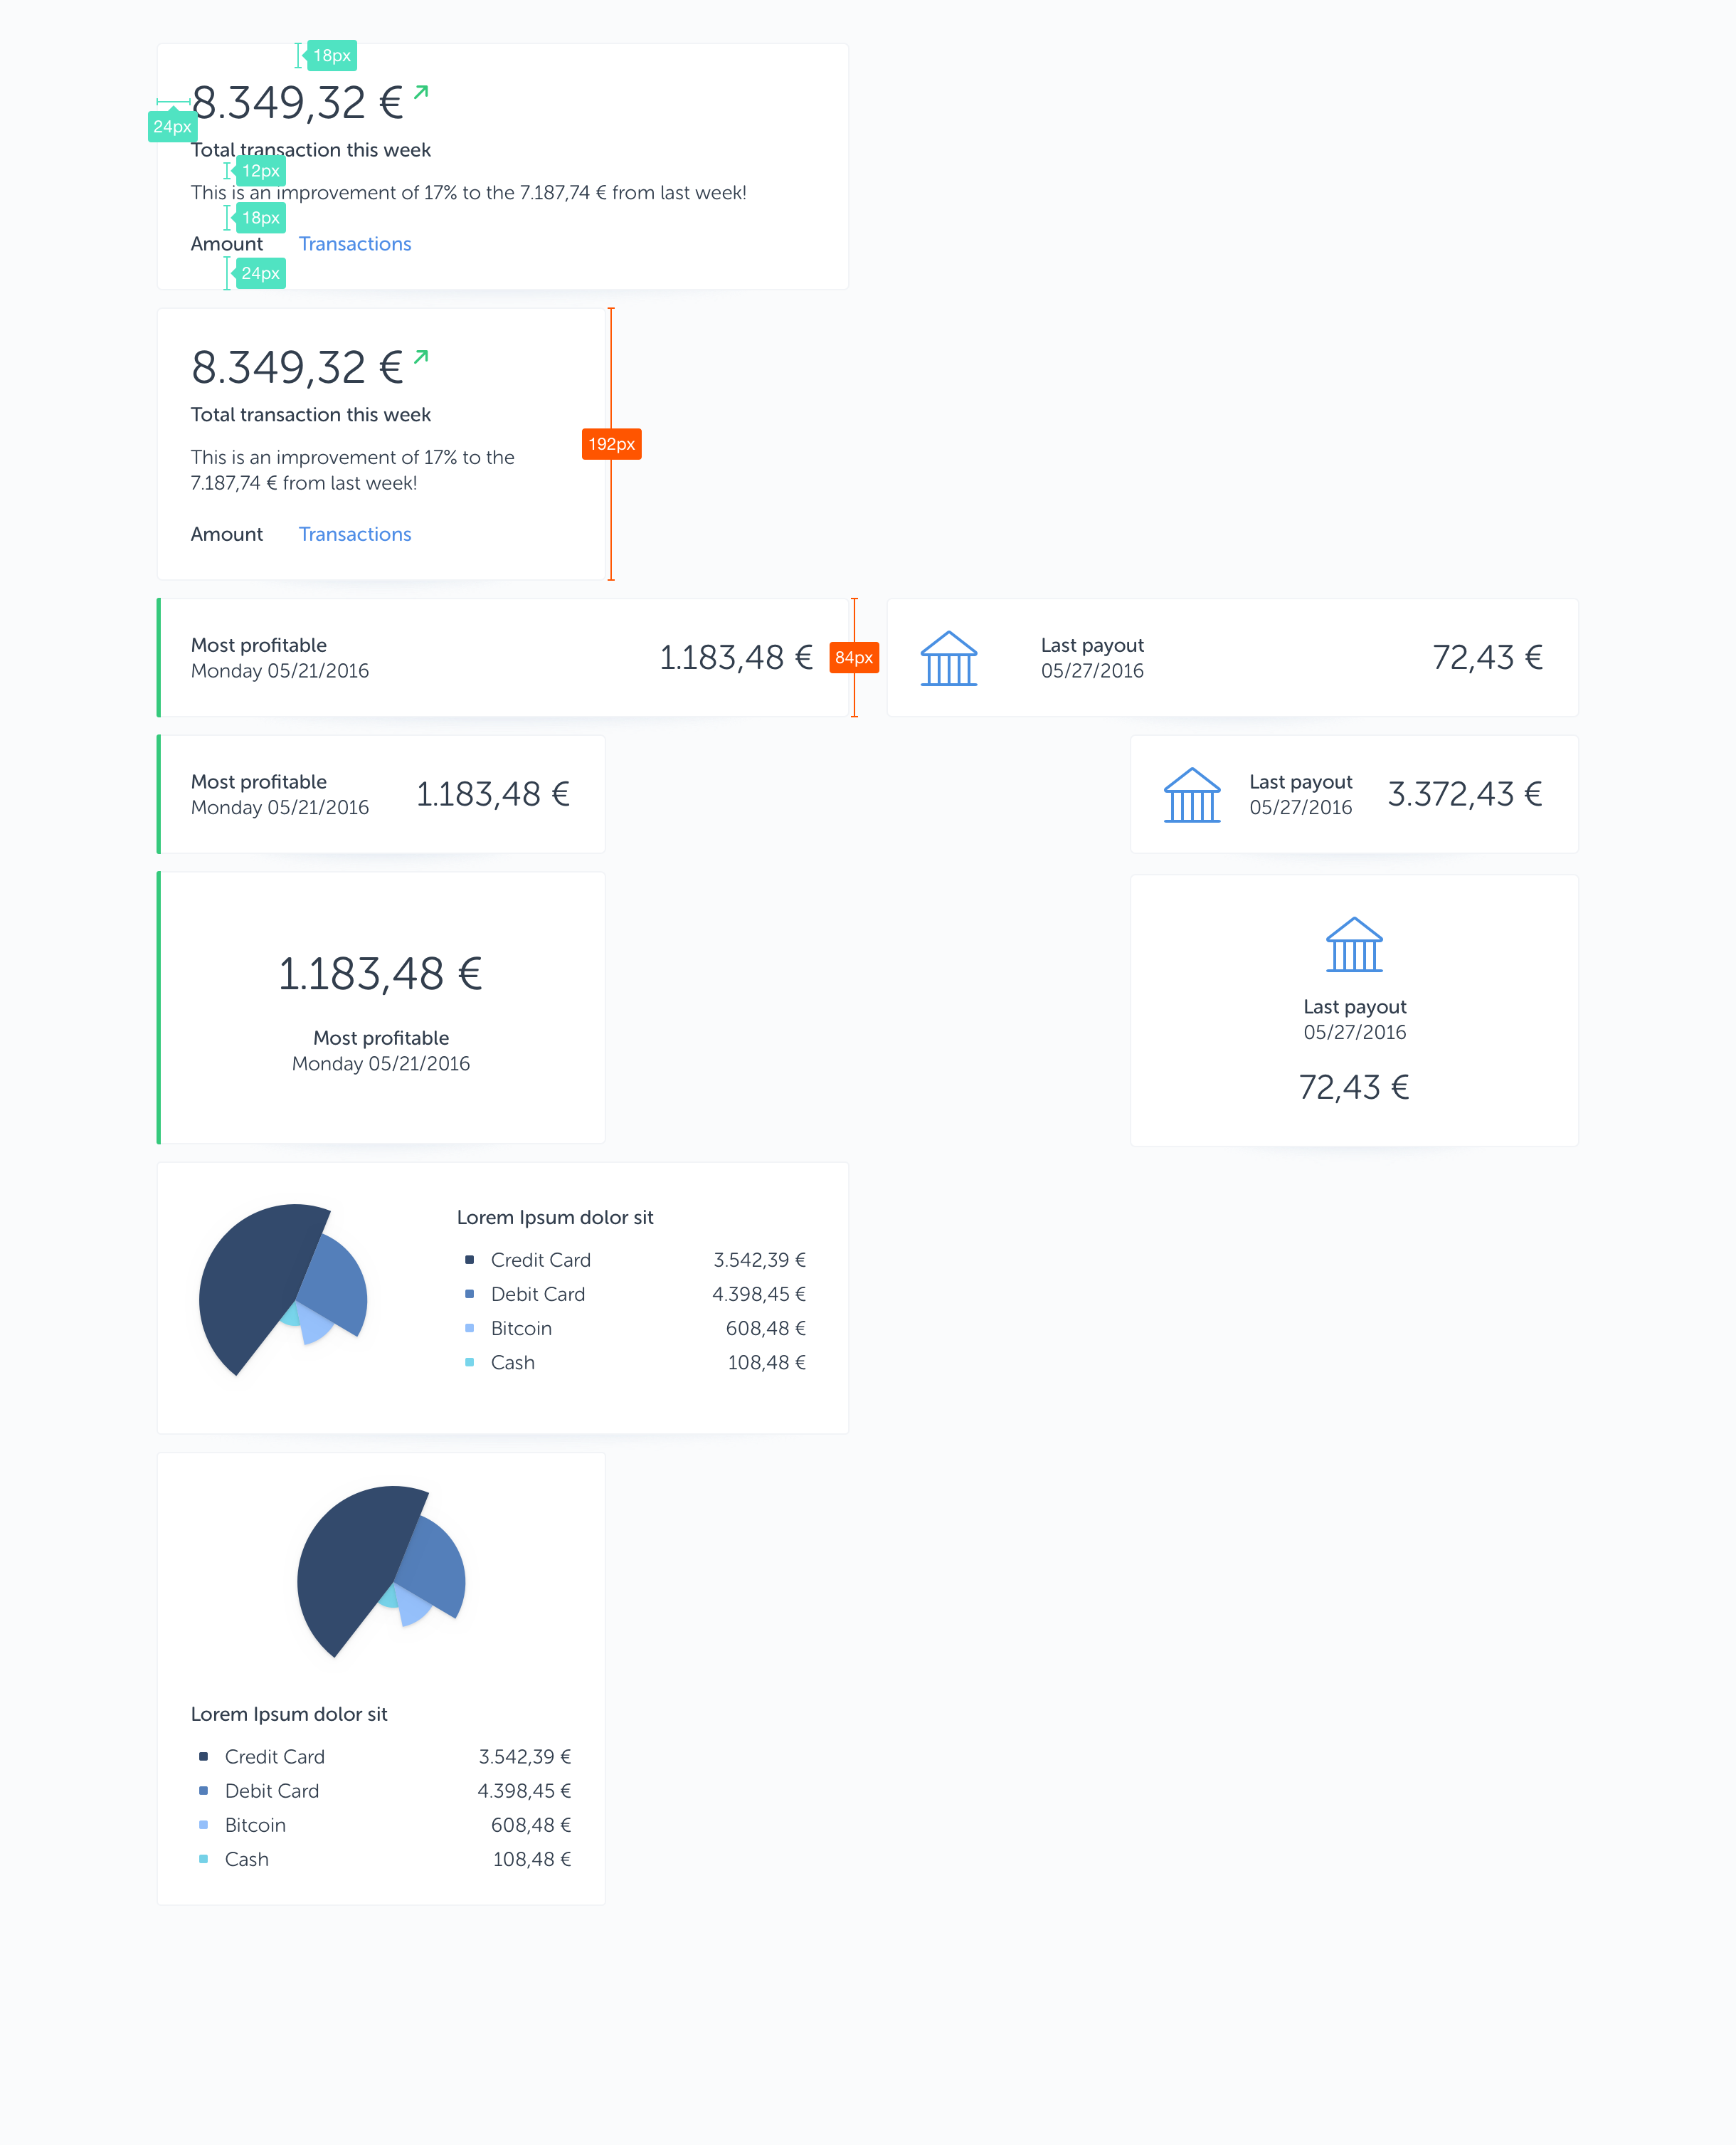 18px
8.349,32 €
24px
Total transaction this week
12px
This is an improvement of 17% to the 7.187,74 € from last week!
18px
Amount Transactions
24px
8.349,32 €
Total transaction this week
192px
This is an improvement of 17% to the
7.187,74 € from last week!
Amount Transactions
Most profitable
Monday 05/21/2016
1.183,48 €
84px
Last payout
05/27/2016
72,43 €
Most profitable
Monday 05/21/2016
1.183,48 €
Last payout
05/27/2016
3.372,43 €
1.183,48 €
Most profitable
Monday 05/21/2016
Last payout
05/27/2016
72,43 €
Lorem Ipsum dolor sit
Credit Card 3.542,39 €
Debit Card 4.398,45 €
Bitcoin 608,48 €
Cash 108,48 €
Lorem Ipsum dolor sit
Credit Card 3.542,39 €
Debit Card 4.398,45 €
Bitcoin 608,48 €
Cash 108,48 €